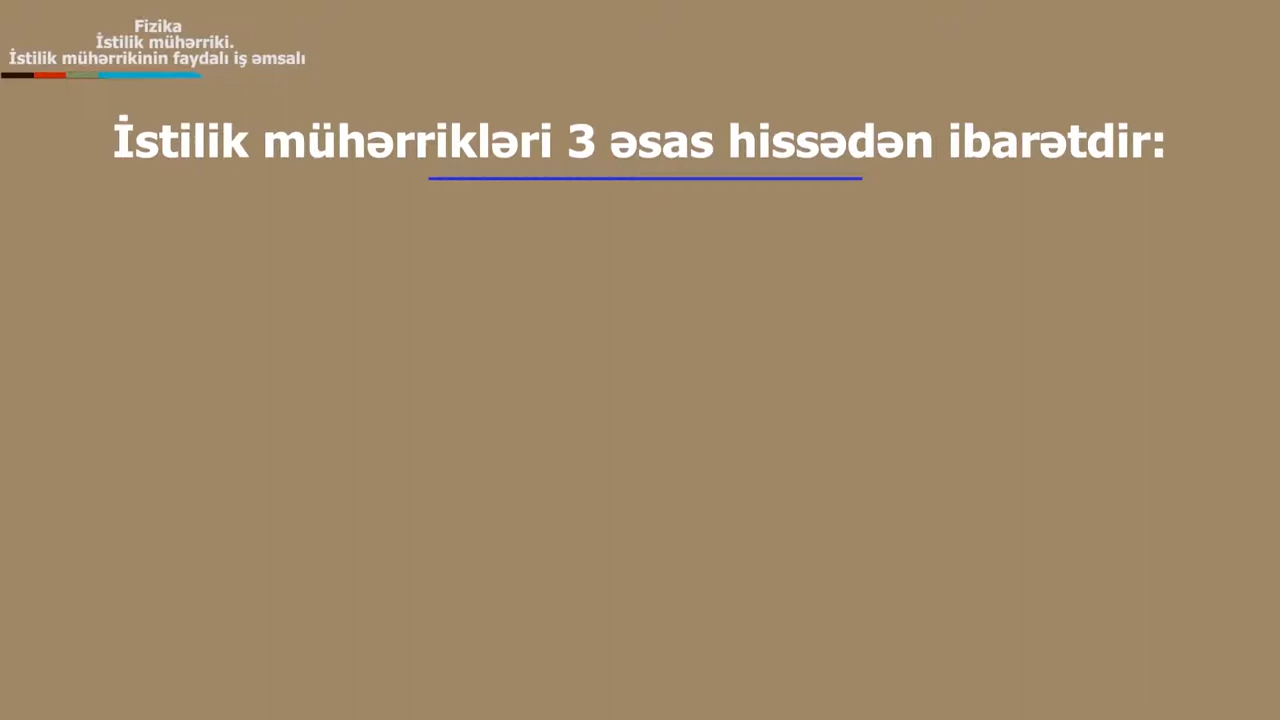 Fizika
İstilik mühərriki.
İstilik mühərrikinin faydalı iş əmsalı
İstilik mühərrikləri 3 əsas hissədən ibarətdir: